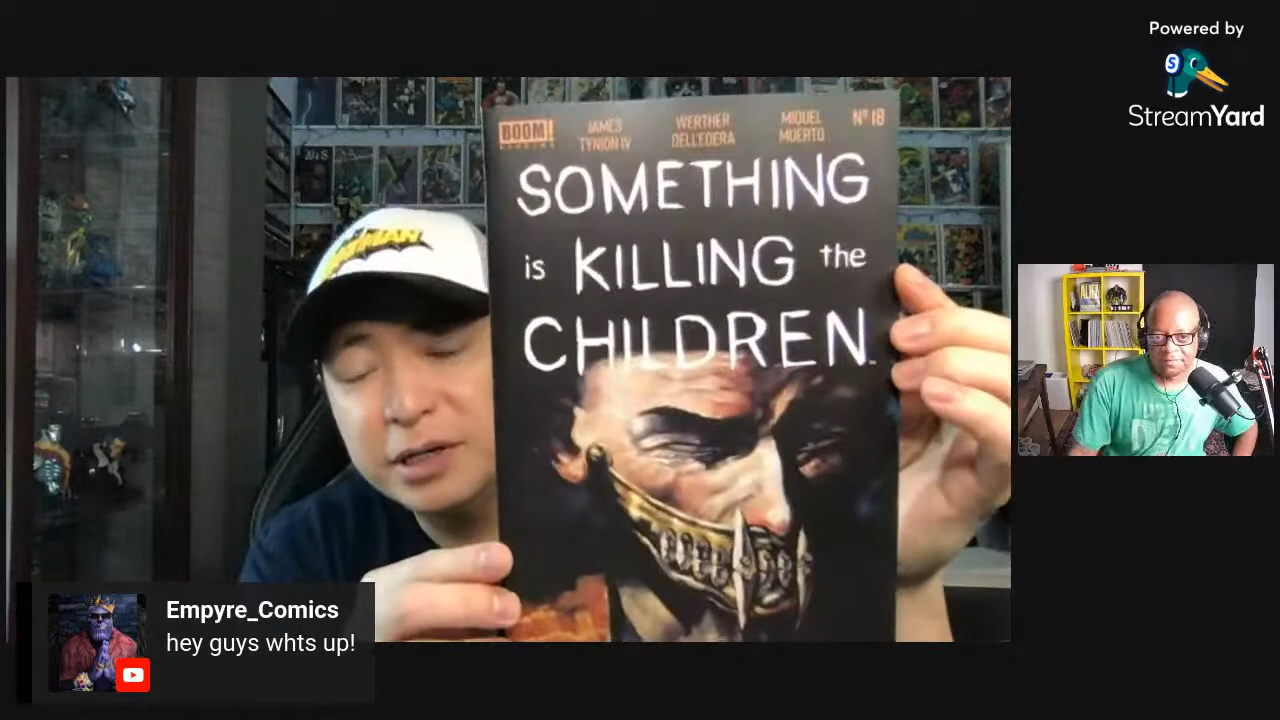 Powered by
S
StreamYard
BOOM!
STUDIOS
JAMES
TYNION IV
WERTHER
DELL'EDERA
MIQUEL
MUERTO
Nº 18
SOMETHING
is KILLING the
CHILDREN
Empyre_Comics
hey guys whts up!